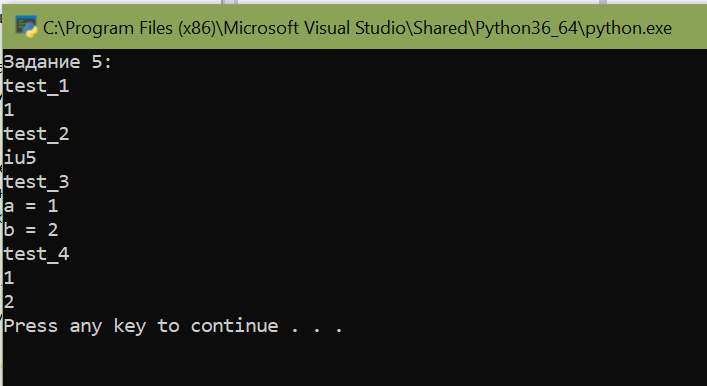 C:\Program Files (x86)\Microsoft Visual Studio\Shared\Python36_64\python.exe
Задание 5:
test_1
1
test_2
iu5
test_3
a = 1
b = 2
test_4
1
2
Press any key to continue . . .